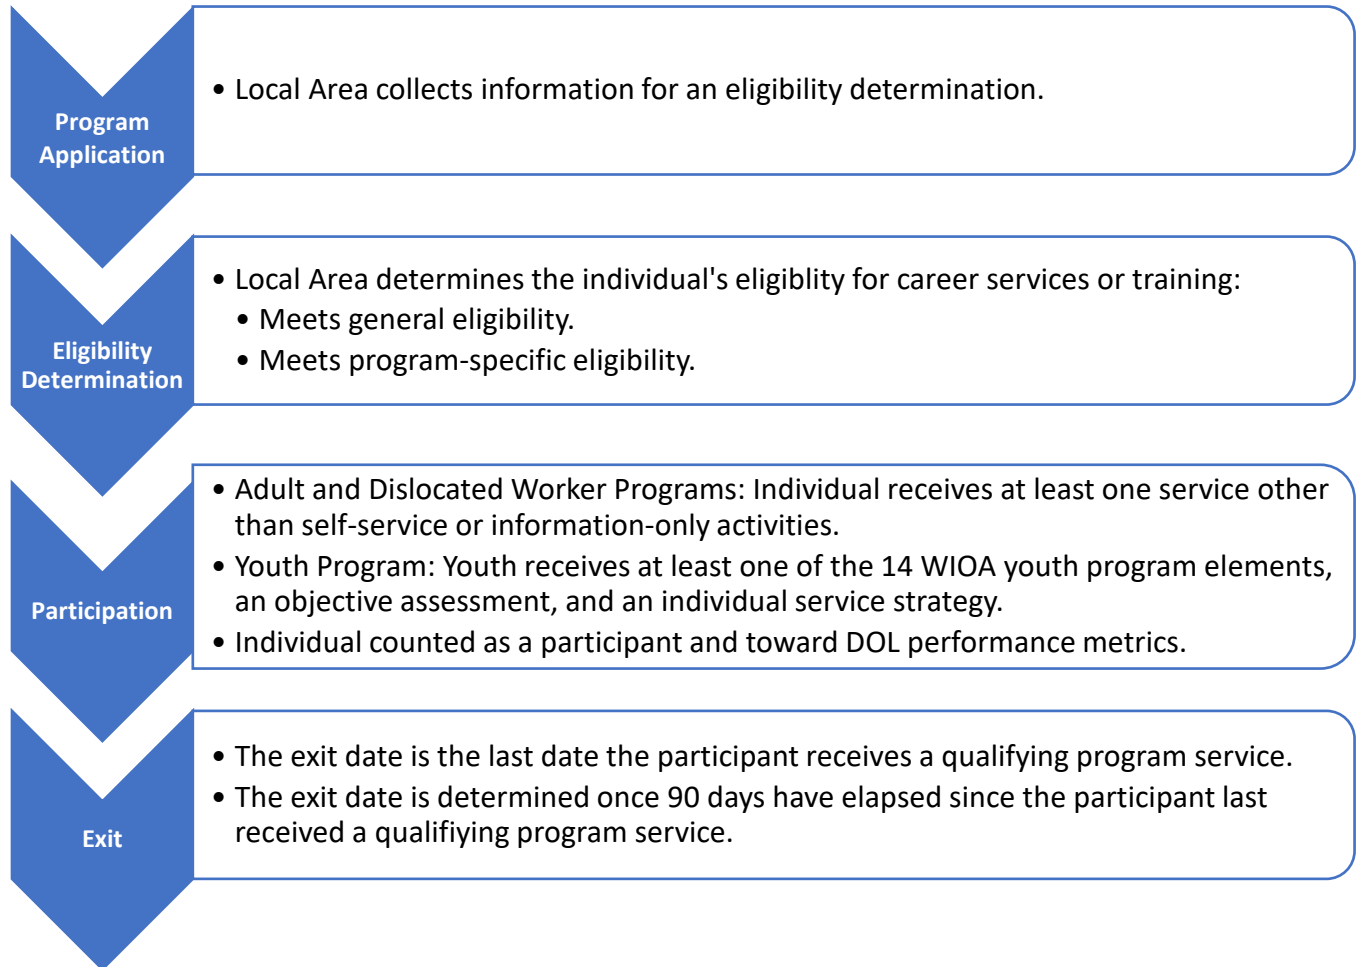 Program
Application
• Local Area collects information for an eligibility determination.
Eligibility
Determination
• Local Area determines the individual's eligiblity for career services or training:
• Meets general eligibility.
• Meets program-specific eligibility.
Participation
• Adult and Dislocated Worker Programs: Individual receives at least one service other
than self-service or information-only activities.
• Youth Program: Youth receives at least one of the 14 WIOA youth program elements,
an objective assessment, and an individual service strategy.
• Individual counted as a participant and toward DOL performance metrics.
Exit
• The exit date is the last date the participant receives a qualifying program service.
• The exit date is determined once 90 days have elapsed since the participant last
received a qualifiying program service.